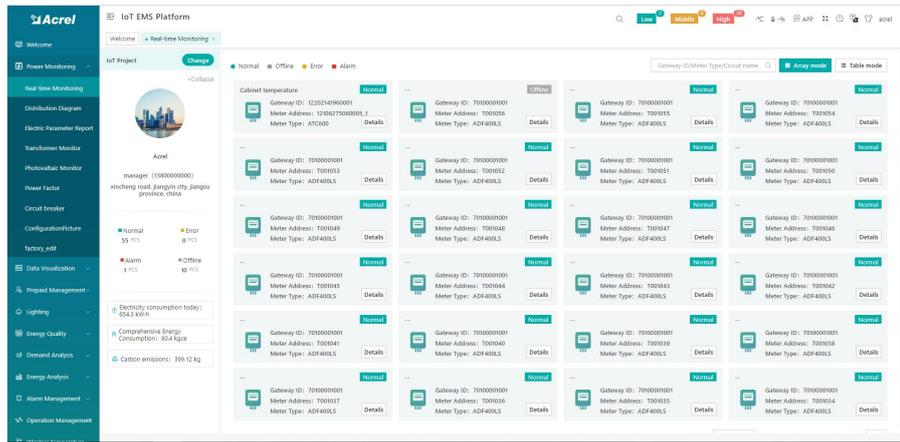 Acrel
IoT EMS Platform
Low 2
Middle 0
High 26
℃ -% APP acrel
Welcome
Power Monitoring
Real-time Monitoring
Distribution Diagram
Electric Parameter Report
Transformer Monitor
Photovoltaic Monitor
Power Factor
Circuit breaker
ConfigurationPicture
factory_edit
Data Visualization
Prepaid Management
Lighting
Energy Quality
Demand Analysis
Energy Analysis
Alarm Management
Operation Management
Welcome
Real-time Monitoring
IoT Project Change
Collapse
Acrel
manager (13800000000)
xincheng road, jiangyin city, jiangsu
province, china
Normal
55 PCS
Error
0 PCS
Alarm
1 PCS
Offline
10 PCS
Electricity consumption today:
654.3 kW·h
Comprehensive Energy
Consumption: 80.4 kgce
Carbon emissions: 399.12 kg
Normal Offline Error Alarm
Gateway ID/Meter Type/Circuit name
Array mode
Table mode
Cabinet temperature Normal
Gateway ID: 12202141960001
Meter Address: 12108275060005_1
Meter Type: ATC600 Details
-- Offline
Gateway ID: 70100001001
Meter Address: T001056
Meter Type: ADF400LS Details
-- Normal
Gateway ID: 70100001001
Meter Address: T001055
Meter Type: ADF400LS Details
-- Normal
Gateway ID: 70100001001
Meter Address: T001054
Meter Type: ADF400LS Details
-- Normal
Gateway ID: 70100001001
Meter Address: T001053
Meter Type: ADF400LS Details
-- Normal
Gateway ID: 70100001001
Meter Address: T001052
Meter Type: ADF400LS Details
-- Normal
Gateway ID: 70100001001
Meter Address: T001051
Meter Type: ADF400LS Details
-- Normal
Gateway ID: 70100001001
Meter Address: T001050
Meter Type: ADF400LS Details
-- Normal
Gateway ID: 70100001001
Meter Address: T001049
Meter Type: ADF400LS Details
-- Normal
Gateway ID: 70100001001
Meter Address: T001048
Meter Type: ADF400LS Details
-- Normal
Gateway ID: 70100001001
Meter Address: T001047
Meter Type: ADF400LS Details
-- Normal
Gateway ID: 70100001001
Meter Address: T001046
Meter Type: ADF400LS Details
-- Normal
Gateway ID: 70100001001
Meter Address: T001045
Meter Type: ADF400LS Details
-- Normal
Gateway ID: 70100001001
Meter Address: T001044
Meter Type: ADF400LS Details
-- Normal
Gateway ID: 70100001001
Meter Address: T001043
Meter Type: ADF400LS Details
-- Normal
Gateway ID: 70100001001
Meter Address: T001042
Meter Type: ADF400LS Details
-- Normal
Gateway ID: 70100001001
Meter Address: T001041
Meter Type: ADF400LS Details
-- Normal
Gateway ID: 70100001001
Meter Address: T001040
Meter Type: ADF400LS Details
-- Normal
Gateway ID: 70100001001
Meter Address: T001039
Meter Type: ADF400LS Details
-- Normal
Gateway ID: 70100001001
Meter Address: T001038
Meter Type: ADF400LS Details
-- Normal
Gateway ID: 70100001001
Meter Address: T001037
Meter Type: ADF400LS Details
-- Normal
Gateway ID: 70100001001
Meter Address: T001036
Meter Type: ADF400LS Details
-- Normal
Gateway ID: 70100001001
Meter Address: T001035
Meter Type: ADF400LS Details
-- Normal
Gateway ID: 70100001001
Meter Address: T001034
Meter Type: ADF400LS Details